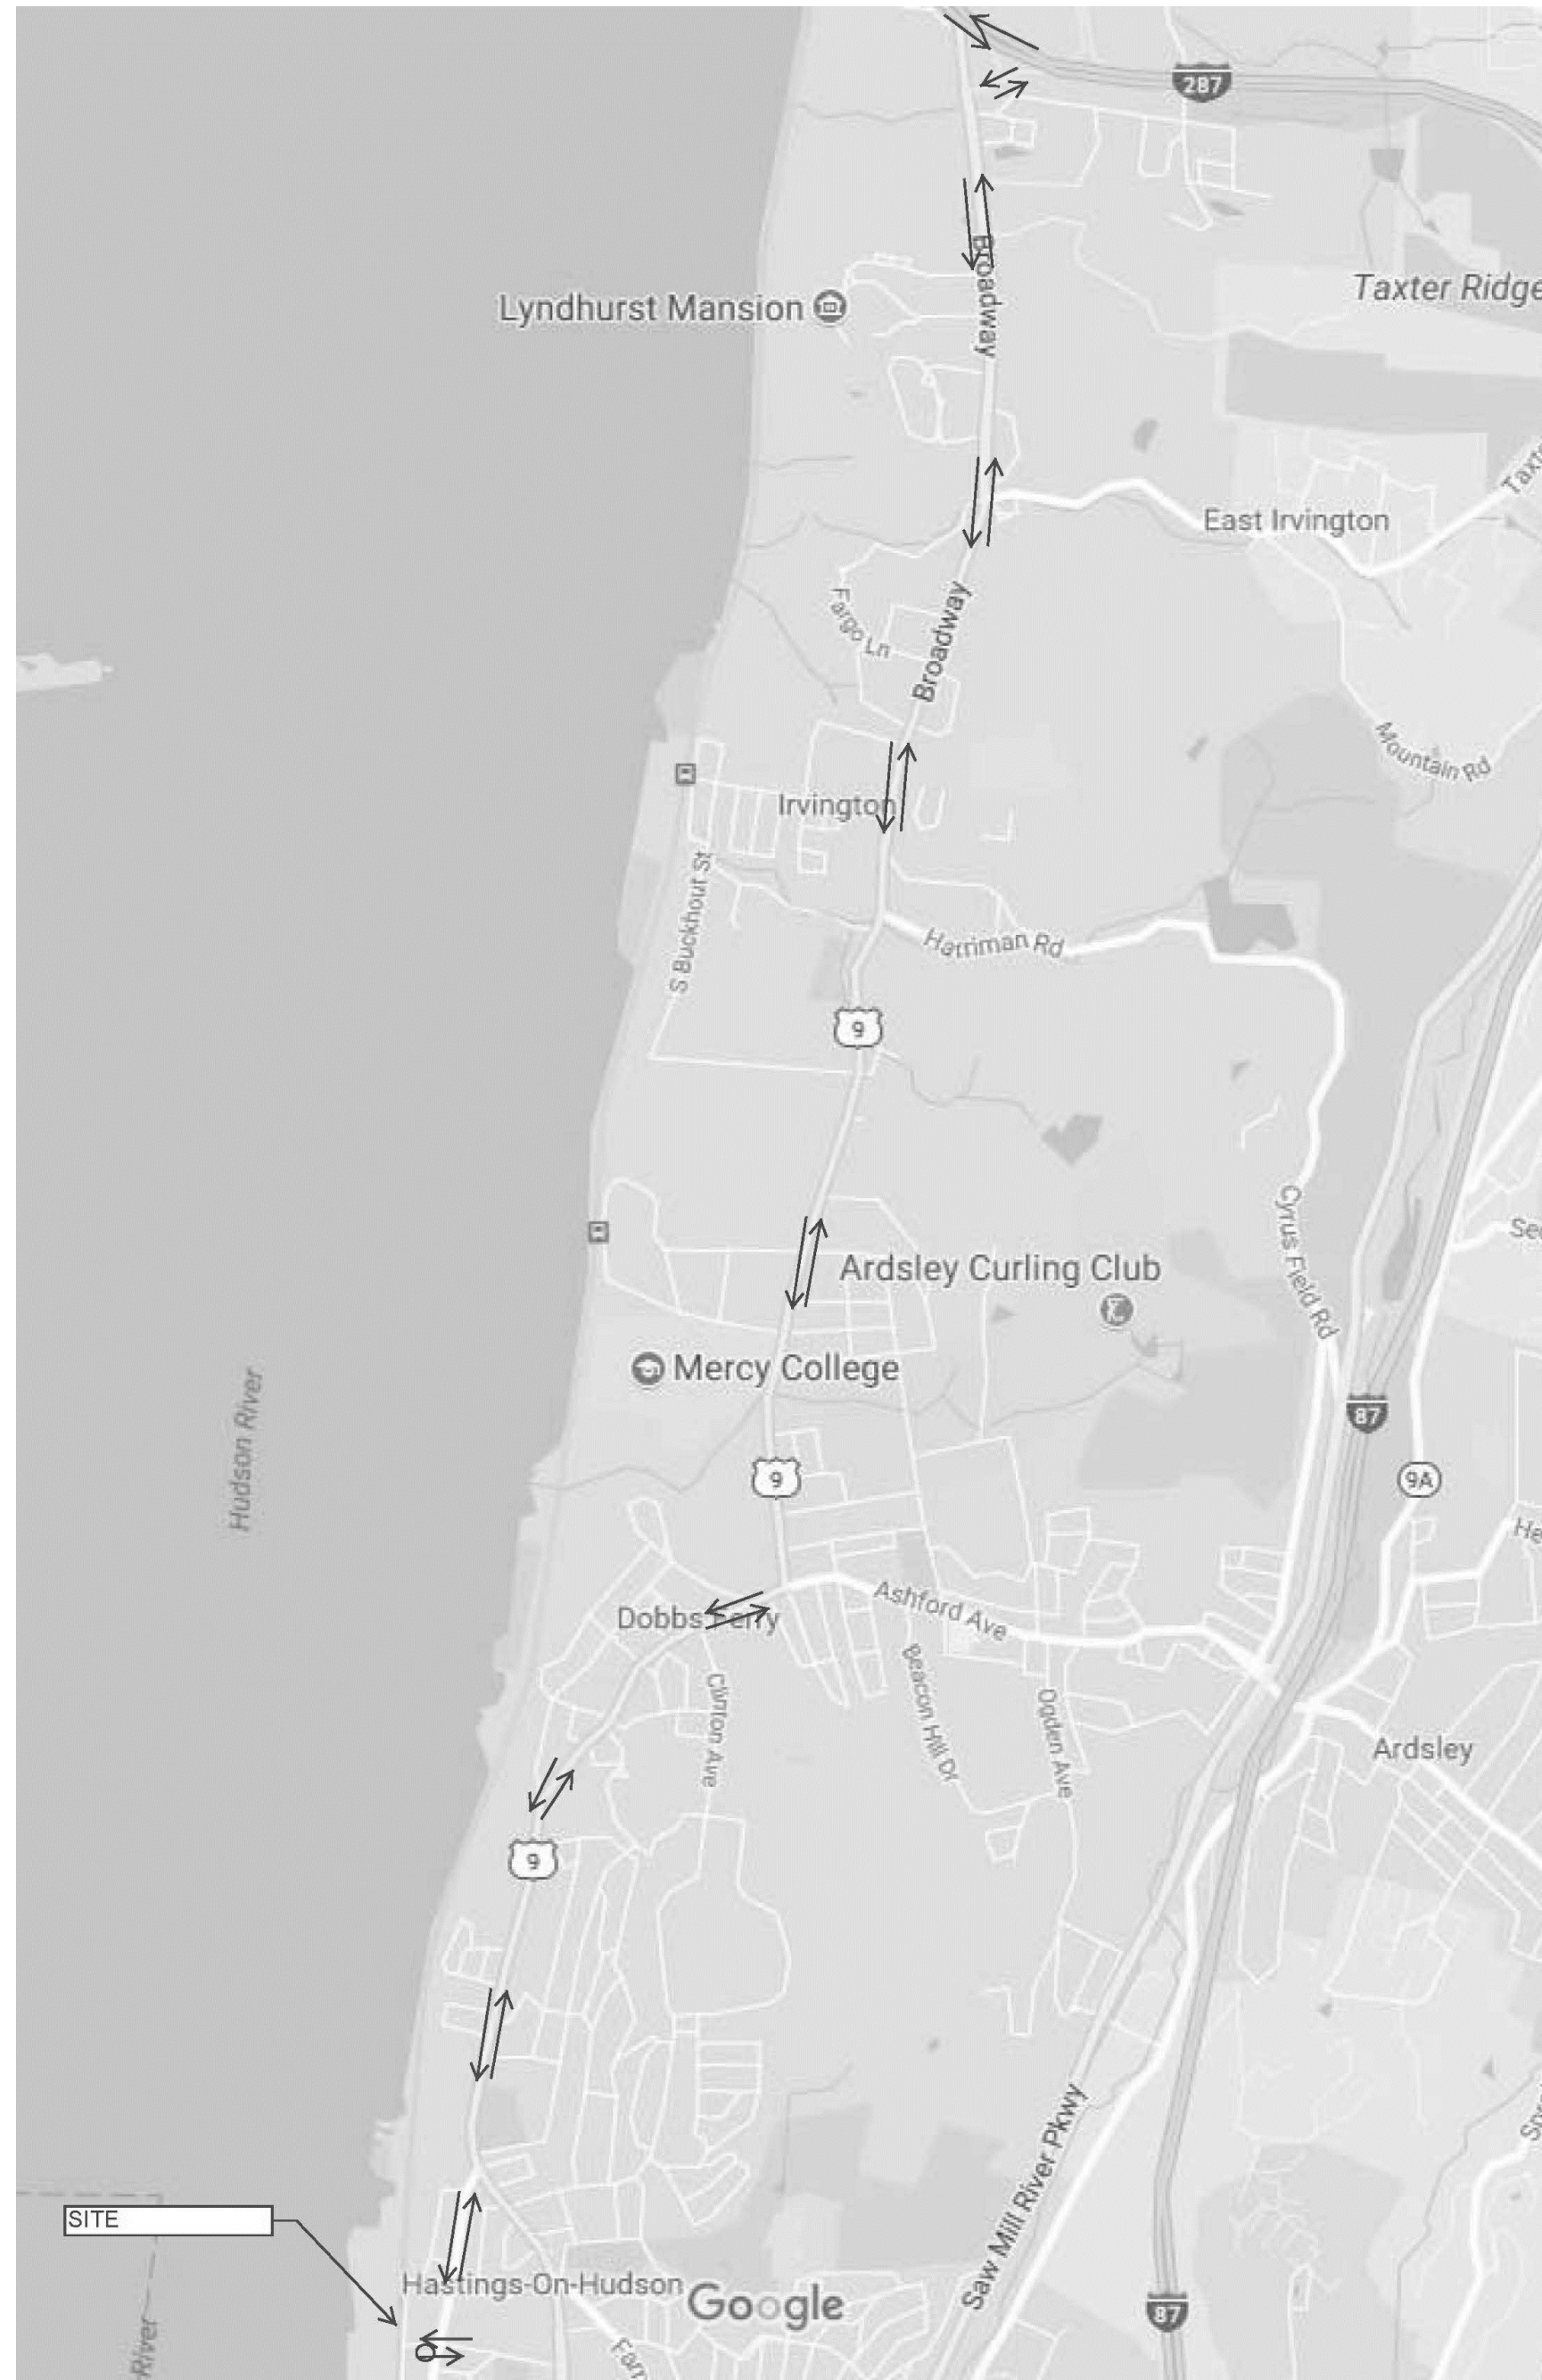 287
Broadway
Lyndhurst Mansion
Taxter Ridge
East Irvington
Fargo Ln
Broadway
Mountain Rd
Irvington
S Buckhout St
Harriman Rd
9
Cyrus Field Rd
Ardsley Curling Club
Mercy College
87
Hudson River
9
9A
Ashford Ave
Dobbs Ferry
Beacon Hill Dr
Clinton Ave
Ogden Ave
Ardsley
9
Saw Mill River Pkwy
SITE
Hastings-On-Hudson
Google
87
River